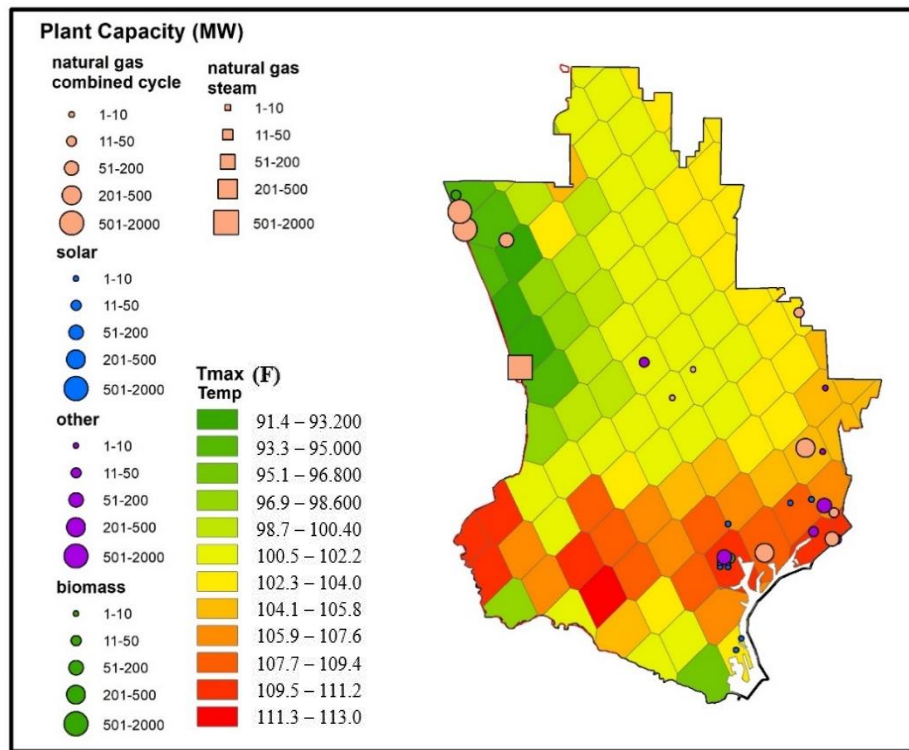 Plant Capacity (MW)
natural gas
combined cycle
1-10
11-50
51-200
201-500
501-2000
natural gas
steam
1-10
11-50
51-200
201-500
501-2000
solar
1-10
11-50
51-200
201-500
501-2000
other
1-10
11-50
51-200
201-500
501-2000
biomass
1-10
11-50
51-200
201-500
501-2000
Tmax (F)
Temp
91.4 – 93.200
93.3 – 95.000
95.1 – 96.800
96.9 – 98.600
98.7 – 100.40
100.5 – 102.2
102.3 – 104.0
104.1 – 105.8
105.9 – 107.6
107.7 – 109.4
109.5 – 111.2
111.3 – 113.0